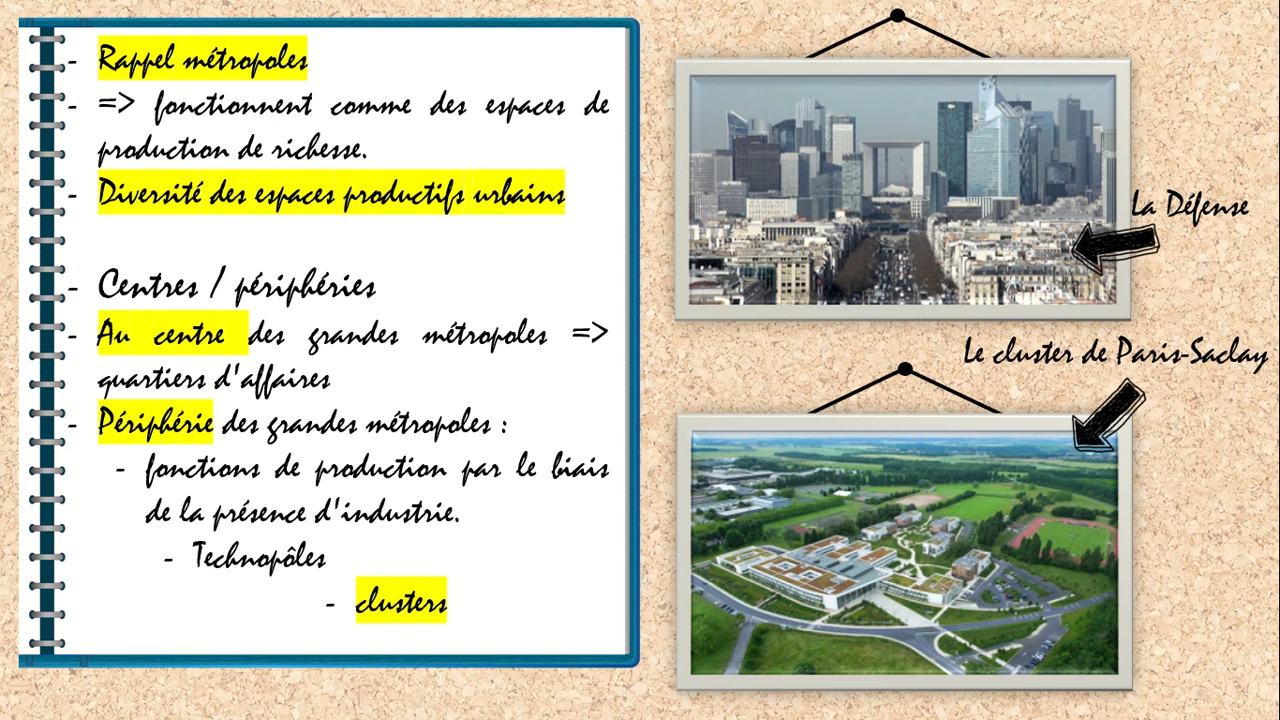 - Rappel métropoles
- => fonctionnent comme des espaces de
production de richesse.
- Diversité des espaces productifs urbains
- Centres / périphéries
- Au centre des grandes métropoles =>
quartiers d'affaires
- Périphérie des grandes métropoles :
- fonctions de production par le biais
de la présence d'industrie.
- Technopôles
- clusters
La Défense
Le cluster de Paris-Saclay